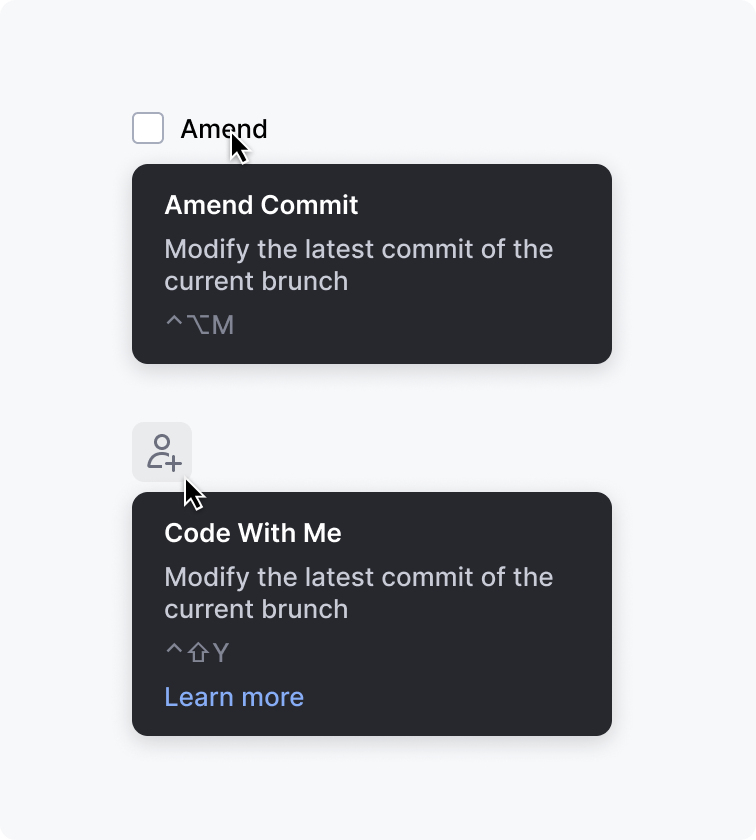 Amend
Amend Commit
Modify the latest commit of the
current brunch
⌃⌥M
Code With Me
Modify the latest commit of the
current brunch
⌃⇧Y
Learn more